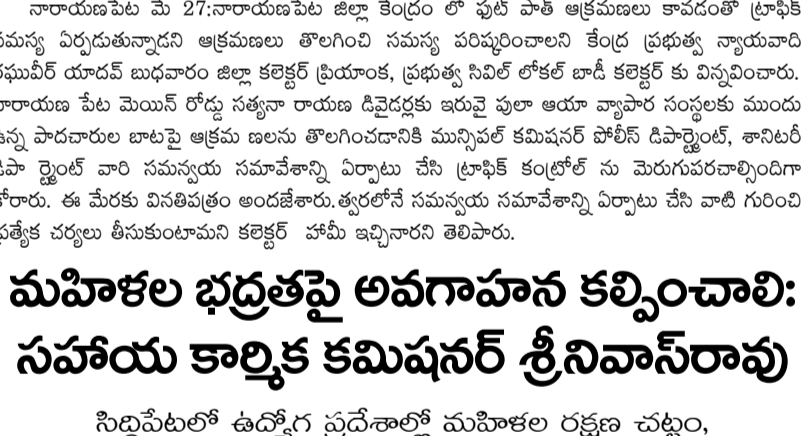 నారాయణపేట మే 27:నారాయణపేట జిల్లా కేంద్రం లో ఫుట్ పాత్ ఆక్రమణలు కావడంతో ట్రాఫిక్
సమస్య ఏర్పడుతున్నాడని ఆక్రమణలు తొలగించి సమస్య పరిష్కరించాలని కేంద్ర ప్రభుత్వ న్యాయవాది
రఘువీర్ యాదవ్ బుధవారం జిల్లా కలెక్టర్ ప్రియాంక, ప్రభుత్వ సివిల్ లోకల్ బాడీ కలెక్టర్ కు విన్నవించారు.
నారాయణ పేట మెయిన్ రోడ్డు సత్యనా రాయణ డివైడర్లకు ఇరువై పులా ఆయా వ్యాపార సంస్థలకు ముందు
ఉన్న పాదచారుల బాటపై ఆక్రమ ణలను తొలగించడానికి మున్సిపల్ కమిషనర్ పోలీస్ డిపార్ట్మెంట్, శానిటరీ
డిపా ర్ట్మెంట్ వారి సమన్వయ సమావేశాన్ని ఏర్పాటు చేసి ట్రాఫిక్ కంట్రోల్ ను మెరుగుపరచాల్సిందిగా
కోరారు. ఈ మేరకు వినతిపత్రం అందజేశారు.త్వరలోనే సమన్వయ సమావేశాన్ని ఏర్పాటు చేసి వాటి గురించి
ప్రత్యేక చర్యలు తీసుకుంటామని కలెక్టర్ హామీ ఇచ్చినారని తెలిపారు.
మహిళల భద్రతపై అవగాహన కల్పించాలి:
సహాయ కార్మిక కమిషనర్ శ్రీనివాస్‌రావు
సిద్దిపేటలో ఉద్యోగ ప్రదేశాల్లో మహిళల రక్షణ చట్టం,